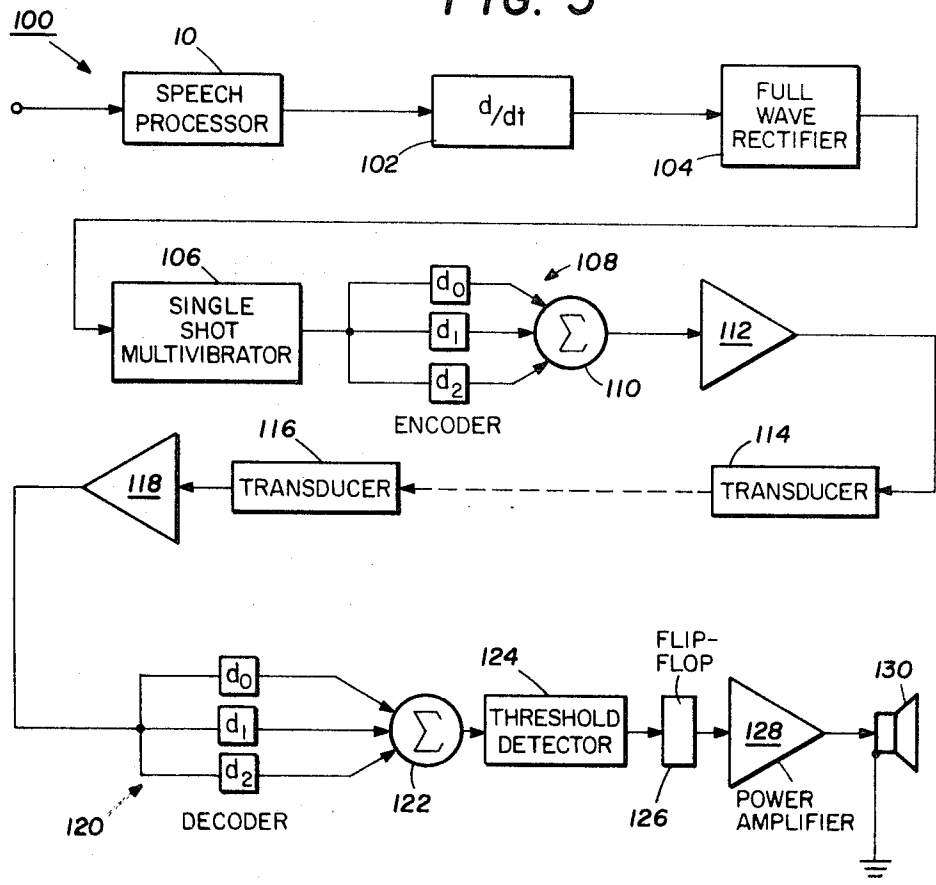 FIG. 5
100
10
SPEECH
PROCESSOR
d/dt
102
FULL
WAVE
RECTIFIER
104
106
SINGLE
SHOT
MULTIVIBRATOR
d0
d1
d2
108
Σ
110
ENCODER
112
114
TRANSDUCER
116
TRANSDUCER
118
d0
d1
d2
120
DECODER
Σ
122
124
THRESHOLD
DETECTOR
FLIP-
FLOP
126
128
POWER
AMPLIFIER
130